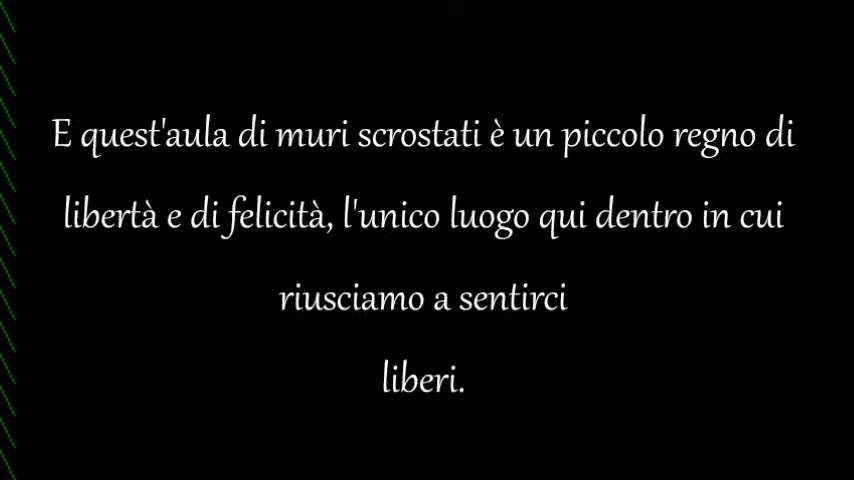 E quest'aula di muri scrostati è un piccolo regno di
libertà e di felicità, l'unico luogo qui dentro in cui
riusciamo a sentirci
liberi.